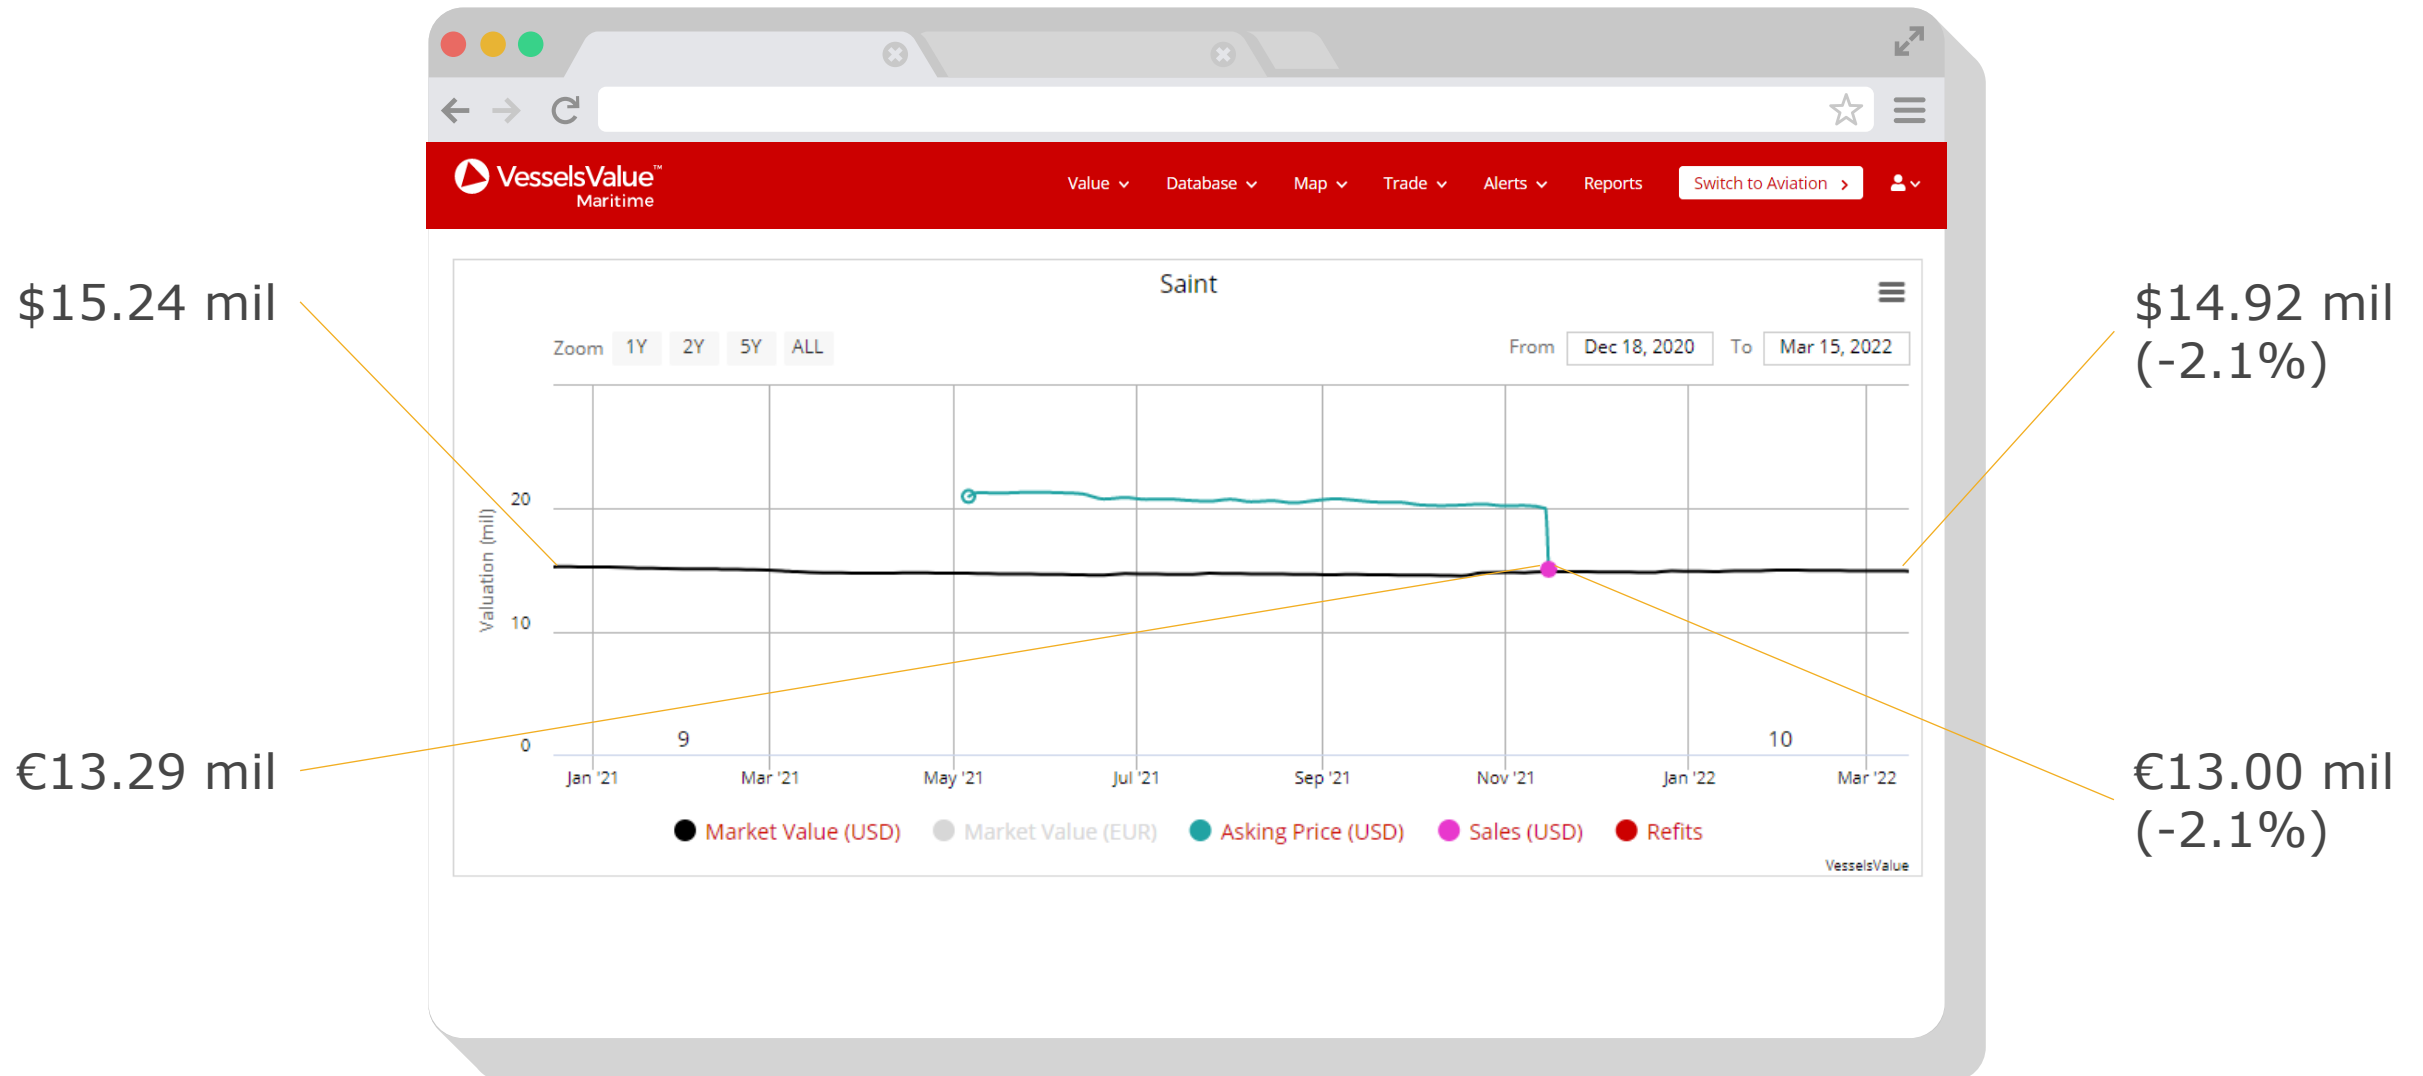 VesselsValue™
Maritime
Value
Database
Map
Trade
Alerts
Reports
Switch to Aviation
Saint
$15.24 mil
$14.92 mil
(-2.1%)
Zoom 1Y 2Y 5Y ALL
From Dec 18, 2020 To Mar 15, 2022
Valuation (mil)
20
10
0
9
10
Jan '21 Mar '21 May '21 Jul '21 Sep '21 Nov '21 Jan '22 Mar '22
€13.29 mil
€13.00 mil
(-2.1%)
Market Value (USD) Market Value (EUR) Asking Price (USD) Sales (USD) Refits
VesselsValue